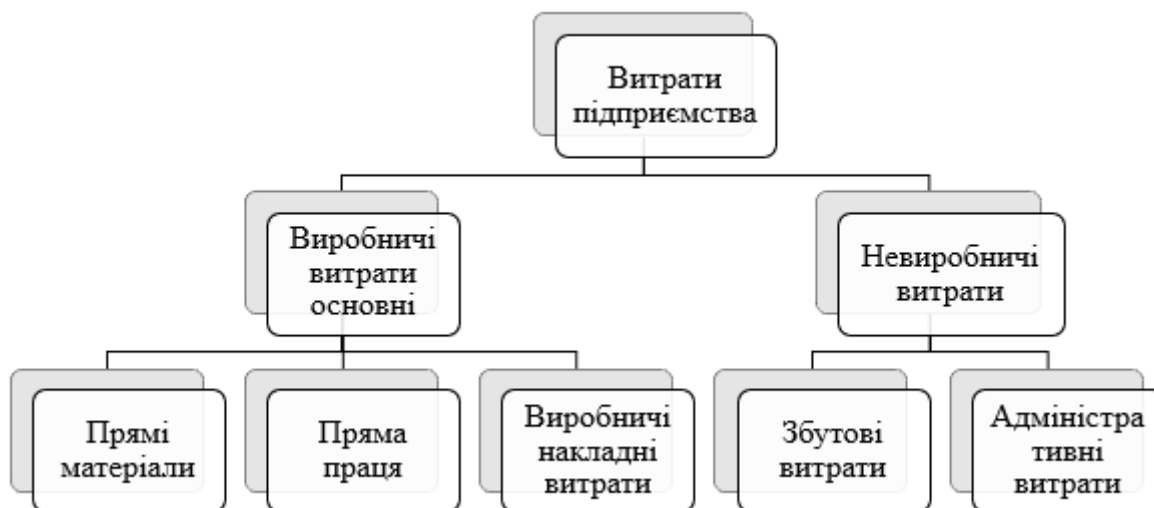 Витрати
підприємства
Виробничі
витрати
основні
Невиробничі
витрати
Прямі
матеріали
Пряма
праця
Виробничі
накладні
витрати
Збутові
витрати
Адміністра
тивні
витрати